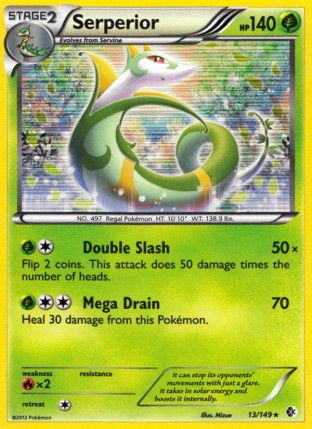 STAGE2
Serperior
HP 140
Evolves from Servine
NO. 497 Regal Pokémon HT: 10'10" WT: 138.9 lbs.
Double Slash 50×
Flip 2 coins. This attack does 50 damage times the
number of heads.
Mega Drain 70
Heal 30 damage from this Pokémon.
weakness resistance
×2
retreat
It can stop its opponents'
movements with just a glare.
It takes in solar energy and
boosts it internally.
©2012 Pokémon
Illus. Mizue
13/149★